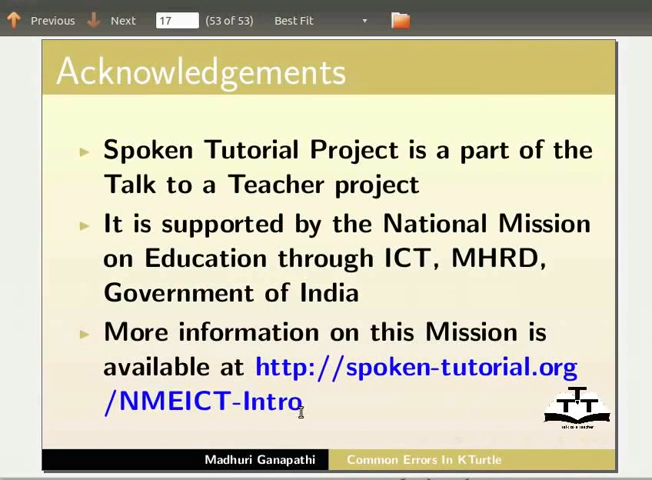 Previous Next 17 (53 of 53) Best Fit
Acknowledgements
Spoken Tutorial Project is a part of the
Talk to a Teacher project
It is supported by the National Mission
on Education through ICT, MHRD,
Government of India
More information on this Mission is
available at http://spoken-tutorial.org
/NMEICT-Intro
T T T
Madhuri Ganapathi Common Errors In KTurtle